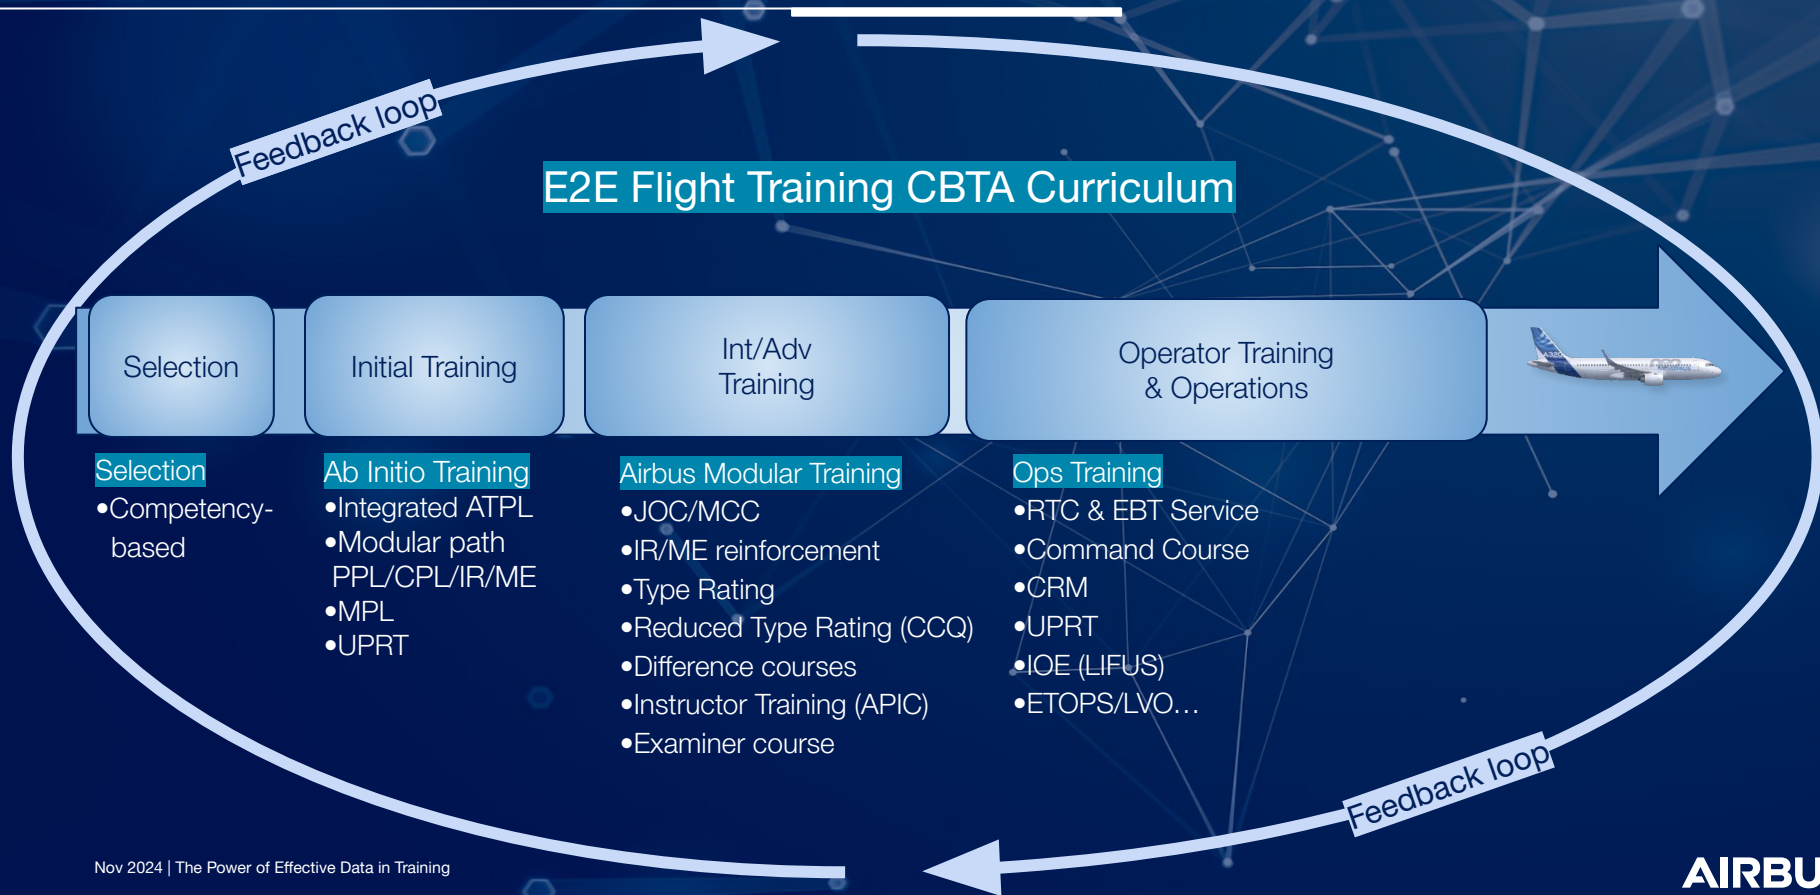 Feedback loop
E2E Flight Training CBTA Curriculum
Selection
Initial Training
Int/Adv
Training
Operator Training
& Operations
A320
Selection
•Competency-
based
Ab Initio Training
•Integrated ATPL
•Modular path
PPL/CPL/IR/ME
•MPL
•UPRT
Airbus Modular Training
•JOC/MCC
•IR/ME reinforcement
•Type Rating
•Reduced Type Rating (CCQ)
•Difference courses
•Instructor Training (APIC)
•Examiner course
Ops Training
•RTC & EBT Service
•Command Course
•CRM
•UPRT
•IOE (LIFUS)
•ETOPS/LVO…
Feedback loop
Nov 2024 | The Power of Effective Data in Training
AIRBU